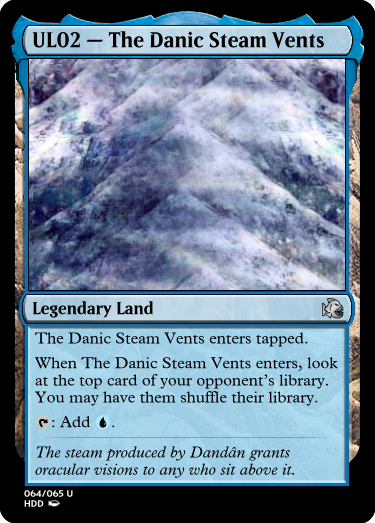 UL02 — The Danic Steam Vents
Legendary Land
The Danic Steam Vents enters tapped.
When The Danic Steam Vents enters, look
at the top card of your opponent's library.
You may have them shuffle their library.
: Add .
The steam produced by Dandân grants
oracular visions to any who sit above it.
064/065 U
HDD